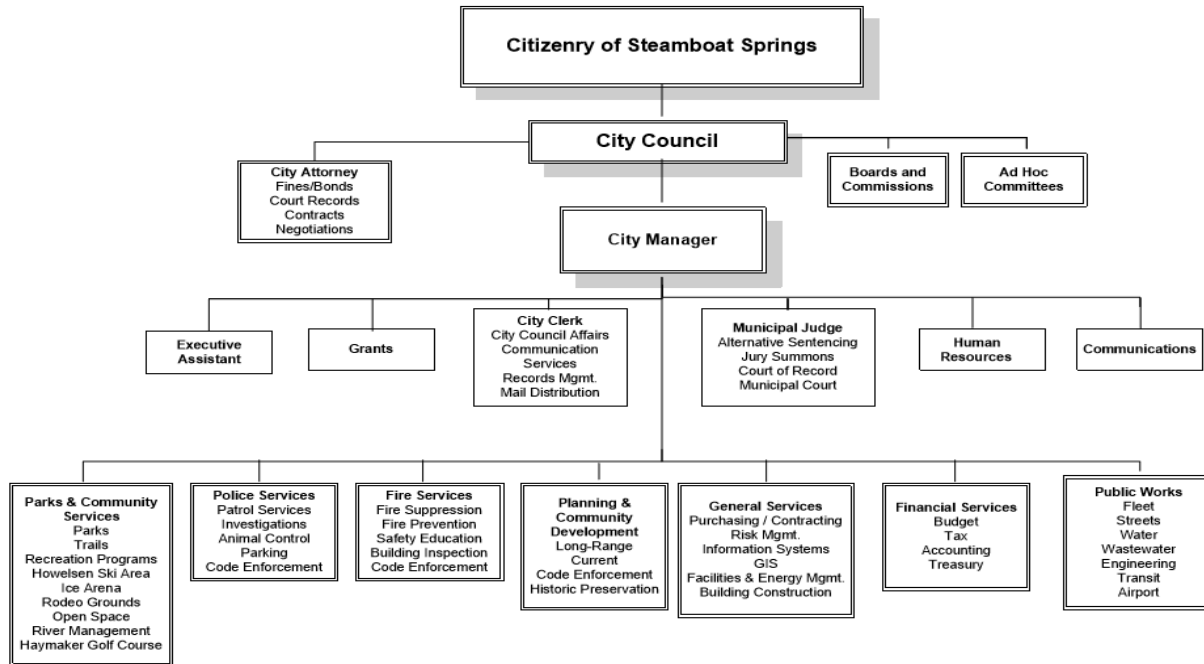 Citizenry of Steamboat Springs
City Council
City Attorney
Fines/Bonds
Court Records
Contracts
Negotiations
Boards and
Commissions
Ad Hoc
Committees
City Manager
Executive
Assistant
Grants
City Clerk
City Council Affairs
Communication
Services
Records Mgmt.
Mail Distribution
Municipal Judge
Alternative Sentencing
Jury Summons
Court of Record
Municipal Court
Human
Resources
Communications
Parks & Community
Services
Parks
Trails
Recreation Programs
Howelsen Ski Area
Ice Arena
Rodeo Grounds
Open Space
River Management
Haymaker Golf Course
Police Services
Patrol Services
Investigations
Animal Control
Parking
Code Enforcement
Fire Services
Fire Suppression
Fire Prevention
Safety Education
Building Inspection
Code Enforcement
Planning &
Community
Development
Long-Range
Current
Code Enforcement
Historic Preservation
General Services
Purchasing / Contracting
Risk Mgmt.
Information Systems
GIS
Facilities & Energy Mgmt.
Building Construction
Financial Services
Budget
Tax
Accounting
Treasury
Public Works
Fleet
Streets
Water
Wastewater
Engineering
Transit
Airport